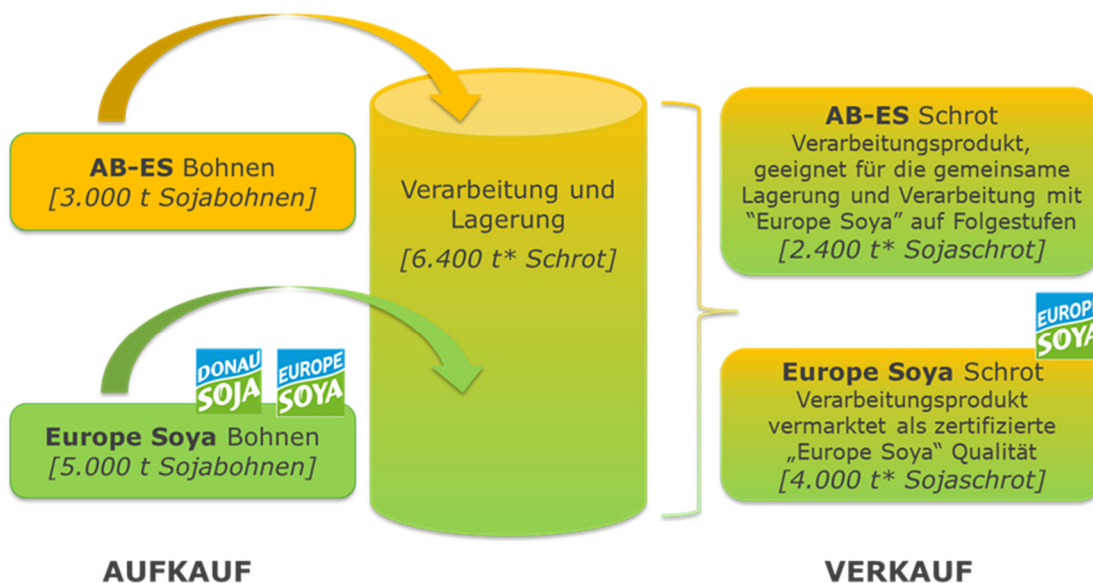 AB-ES Bohnen
[3.000 t Sojabohnen]
DONAU
SOJA
EUROPE
SOYA
Europe Soya Bohnen
[5.000 t Sojabohnen]
AUFKAUF
Verarbeitung und
Lagerung
[6.400 t* Schrot]
AB-ES Schrot
Verarbeitungsprodukt,
geeignet für die gemeinsame
Lagerung und Verarbeitung mit
“Europe Soya” auf Folgestufen
[2.400 t* Sojaschrot]
EUROPE
SOYA
Europe Soya Schrot
Verarbeitungsprodukt
vermarktet als zertifizierte
„Europe Soya“ Qualität
[4.000 t* Sojaschrot]
VERKAUF